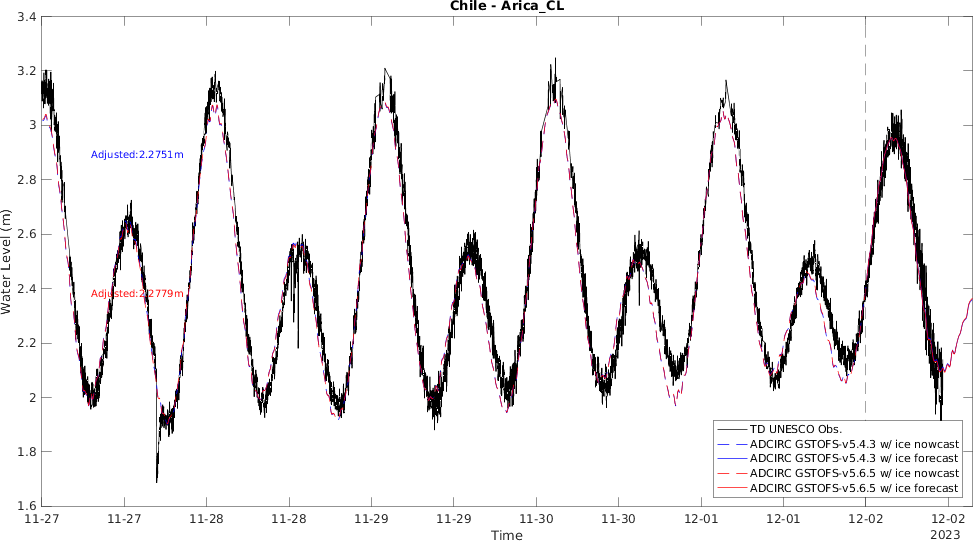 Chile - Arica_CL
3.4
3.2
3
2.8
2.6
2.4
2.2
2
1.8
1.6
Water Level (m)
Adjusted:2.2751m
Adjusted:2.2779m
TD UNESCO Obs.
ADCIRC GSTOFS-v5.4.3 w/ ice nowcast
ADCIRC GSTOFS-v5.4.3 w/ ice forecast
ADCIRC GSTOFS-v5.6.5 w/ ice nowcast
ADCIRC GSTOFS-v5.6.5 w/ ice forecast
11-27 11-27 11-28 11-28 11-29 11-29 11-30 11-30 12-01 12-01 12-02 12-02
2023
Time